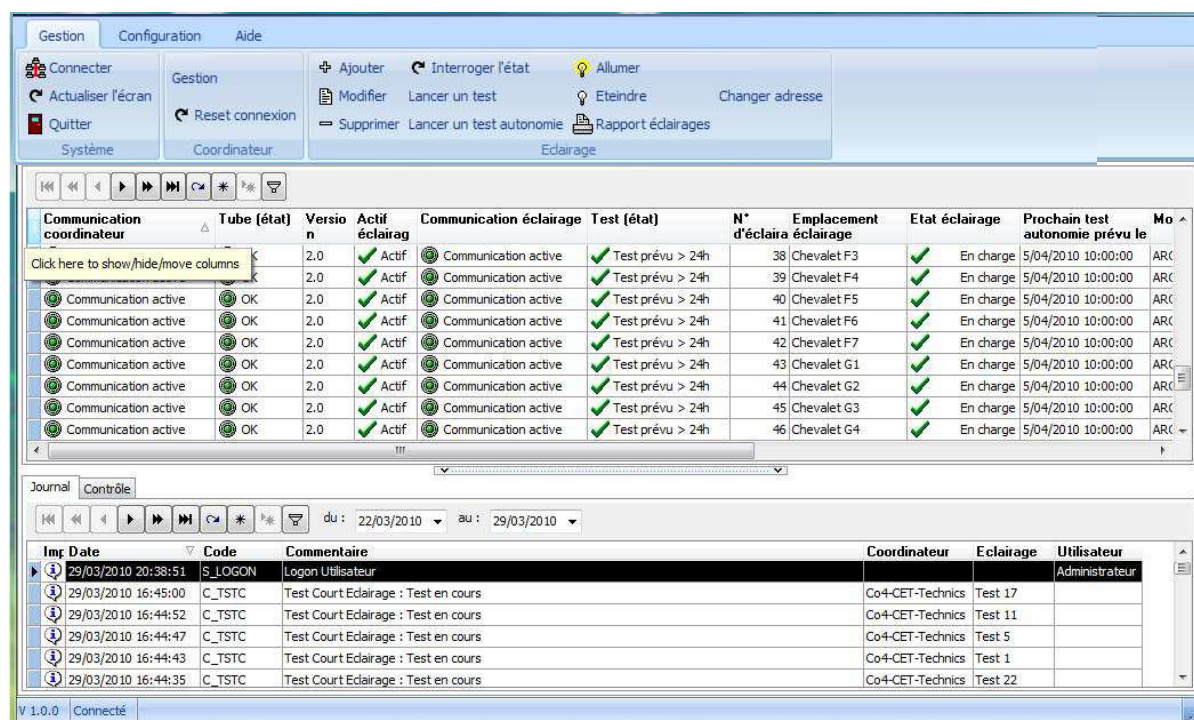 Gestion Configuration Aide
Connecter Gestion Ajouter Interroger l'état Allumer
Actualiser l'écran Modifier Lancer un test Eteindre Changer adresse
Quitter Reset connexion Supprimer Lancer un test autonomie Rapport éclairages
Système Coordinateur Eclairage
Communication coordinateur Tube (état) Versio n Actif éclairag Communication éclairage Test (état) N° d'éclaira Emplacement éclairage Etat éclairage Prochain test autonomie prévu le Mo
Click here to show/hide/move columns
2.0 Actif Communication active Test prévu > 24h 38 Chevalet F3 En charge 5/04/2010 10:00:00 ARC
OK 2.0 Actif Communication active Test prévu > 24h 39 Chevalet F4 En charge 5/04/2010 10:00:00 ARC
Communication active OK 2.0 Actif Communication active Test prévu > 24h 40 Chevalet F5 En charge 5/04/2010 10:00:00 ARC
Communication active OK 2.0 Actif Communication active Test prévu > 24h 41 Chevalet F6 En charge 5/04/2010 10:00:00 ARC
Communication active OK 2.0 Actif Communication active Test prévu > 24h 42 Chevalet F7 En charge 5/04/2010 10:00:00 ARC
Communication active OK 2.0 Actif Communication active Test prévu > 24h 43 Chevalet G1 En charge 5/04/2010 10:00:00 ARC
Communication active OK 2.0 Actif Communication active Test prévu > 24h 44 Chevalet G2 En charge 5/04/2010 10:00:00 ARC
Communication active OK 2.0 Actif Communication active Test prévu > 24h 45 Chevalet G3 En charge 5/04/2010 10:00:00 ARC
Communication active OK 2.0 Actif Communication active Test prévu > 24h 46 Chevalet G4 En charge 5/04/2010 10:00:00 ARC
Journal Contrôle
du : 22/03/2010 au : 29/03/2010
Imp Date Code Commentaire Coordinateur Eclairage Utilisateur
29/03/2010 20:38:51 S_LOGON Logon Utilisateur Administrateur
29/03/2010 16:45:00 C_TSTC Test Court Eclairage : Test en cours Co4-CET-Technics Test 17
29/03/2010 16:44:52 C_TSTC Test Court Eclairage : Test en cours Co4-CET-Technics Test 11
29/03/2010 16:44:47 C_TSTC Test Court Eclairage : Test en cours Co4-CET-Technics Test 5
29/03/2010 16:44:43 C_TSTC Test Court Eclairage : Test en cours Co4-CET-Technics Test 1
29/03/2010 16:44:35 C_TSTC Test Court Eclairage : Test en cours Co4-CET-Technics Test 22
V 1.0.0 Connecté